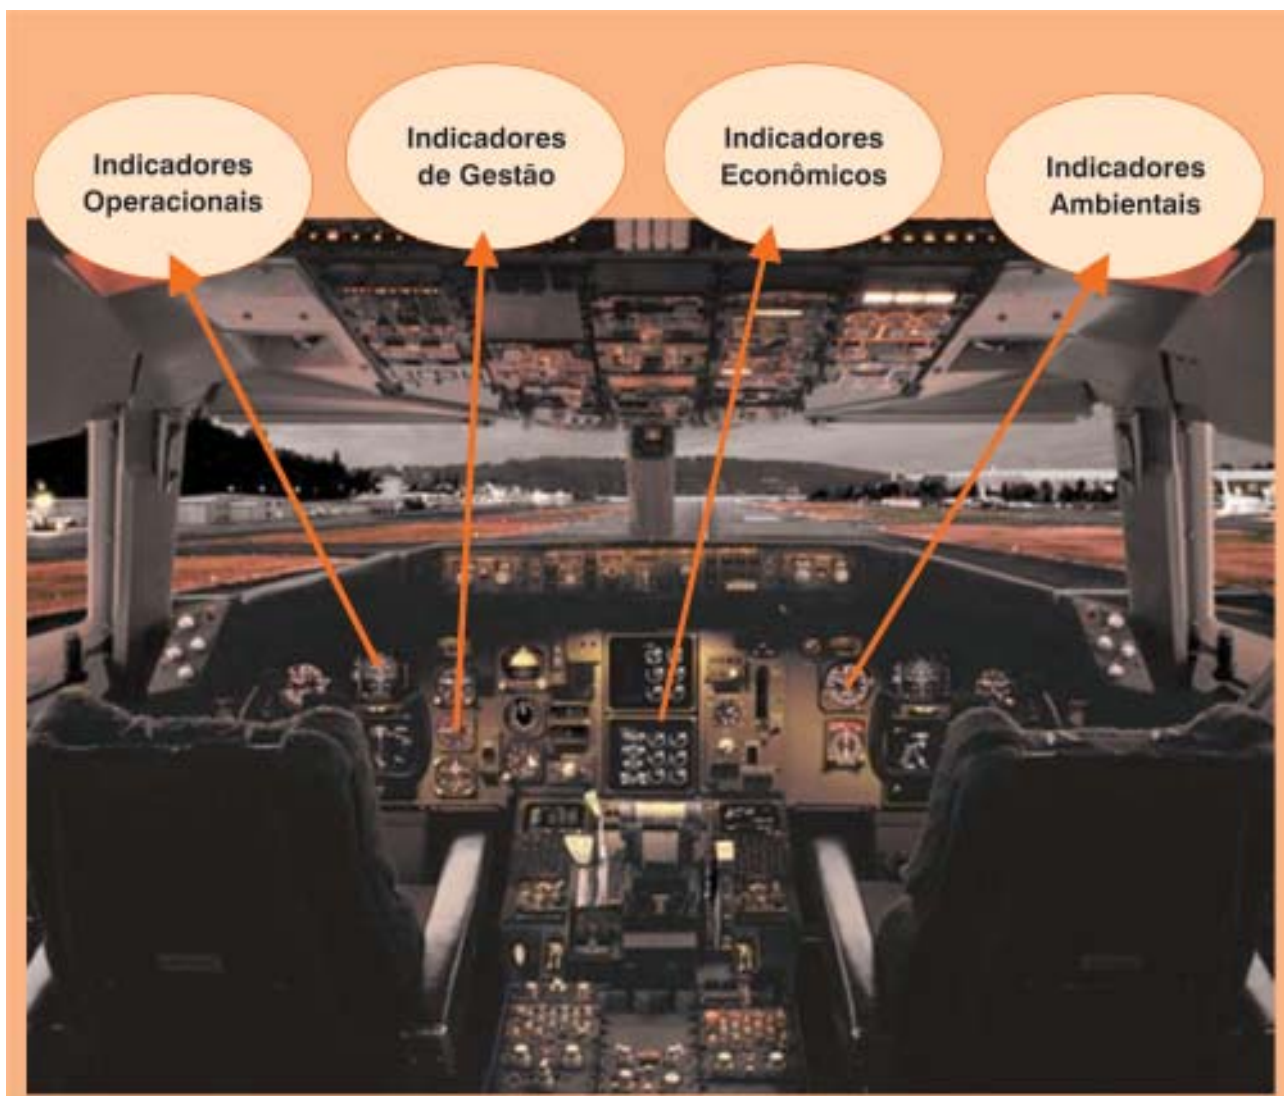 Indicadores
Operacionais
Indicadores
de Gestão
Indicadores
Econômicos
Indicadores
Ambientais